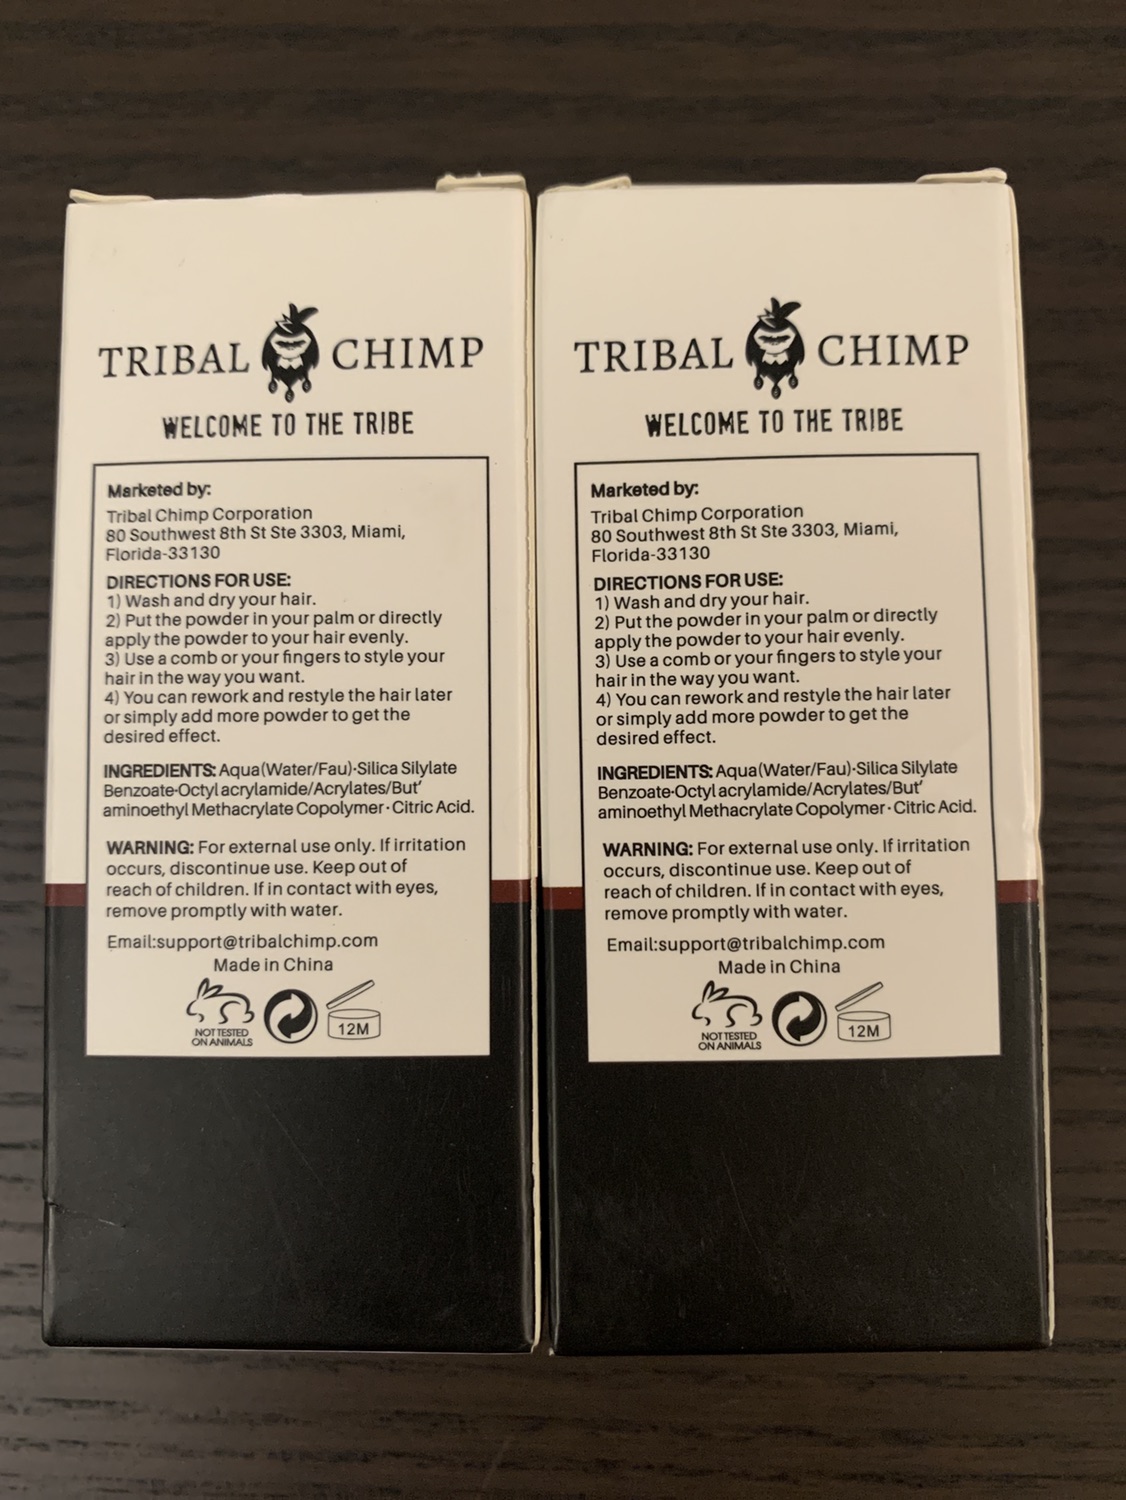 TRIBAL CHIMP
WELCOME TO THE TRIBE
Marketed by:
Tribal Chimp Corporation
80 Southwest 8th St Ste 3303, Miami,
Florida-33130
DIRECTIONS FOR USE:
1) Wash and dry your hair.
2) Put the powder in your palm or directly
apply the powder to your hair evenly.
3) Use a comb or your fingers to style your
hair in the way you want.
4) You can rework and restyle the hair later
or simply add more powder to get the
desired effect.
INGREDIENTS: Aqua(Water/Fau)·Silica Silylate
Benzoate·Octyl acrylamide/Acrylates/But'
aminoethyl Methacrylate Copolymer·Citric Acid.
WARNING: For external use only. If irritation
occurs, discontinue use. Keep out of
reach of children. If in contact with eyes,
remove promptly with water.
Email:support@tribalchimp.com
Made in China
NOT TESTED
ON ANIMALS
12M
TRIBAL CHIMP
WELCOME TO THE TRIBE
Marketed by:
Tribal Chimp Corporation
80 Southwest 8th St Ste 3303, Miami,
Florida-33130
DIRECTIONS FOR USE:
1) Wash and dry your hair.
2) Put the powder in your palm or directly
apply the powder to your hair evenly.
3) Use a comb or your fingers to style your
hair in the way you want.
4) You can rework and restyle the hair later
or simply add more powder to get the
desired effect.
INGREDIENTS: Aqua(Water/Fau)·Silica Silylate
Benzoate·Octyl acrylamide/Acrylates/But'
aminoethyl Methacrylate Copolymer·Citric Acid.
WARNING: For external use only. If irritation
occurs, discontinue use. Keep out of
reach of children. If in contact with eyes,
remove promptly with water.
Email:support@tribalchimp.com
Made in China
NOT TESTED
ON ANIMALS
12M